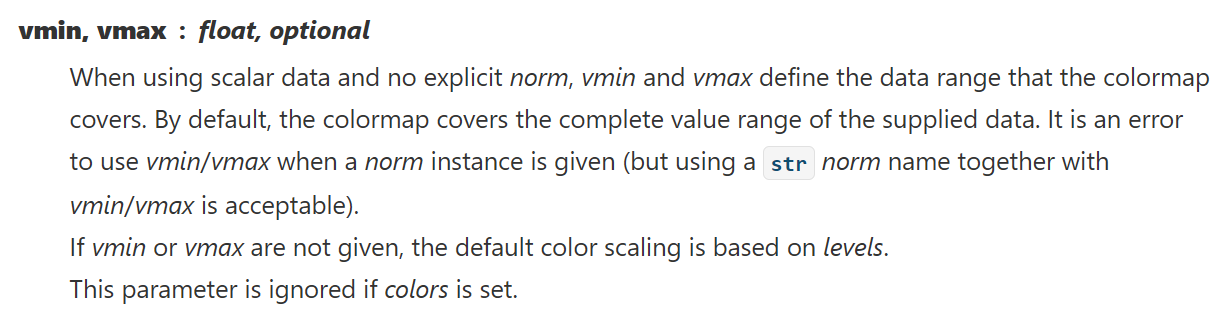 vmin, vmax : float, optional
When using scalar data and no explicit norm, vmin and vmax define the data range that the colormap
covers. By default, the colormap covers the complete value range of the supplied data. It is an error
to use vmin/vmax when a norm instance is given (but using a str norm name together with
vmin/vmax is acceptable).
If vmin or vmax are not given, the default color scaling is based on levels.
This parameter is ignored if colors is set.